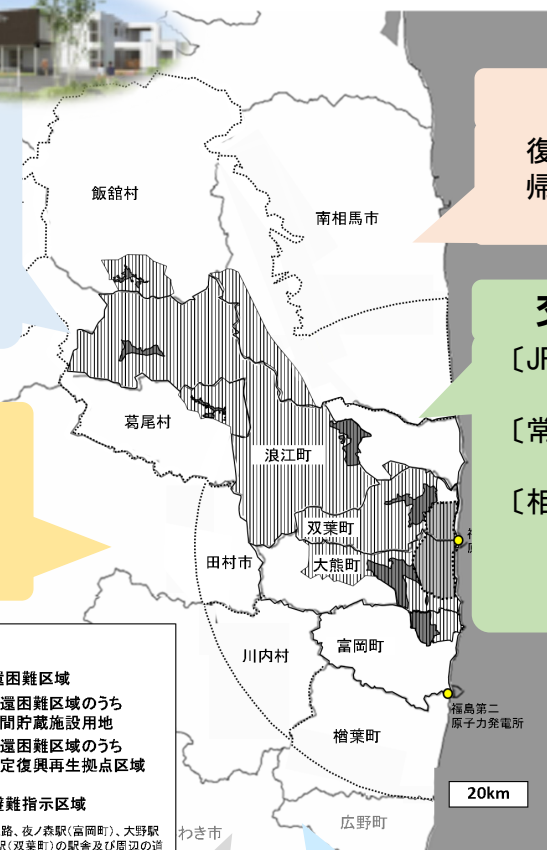 復
帰
飯舘村
南相馬市
〔JF
〔常
〔相
葛尾村
浪江町
双葉町
田村市
大熊町
川内村
富岡町
福島第二
原子力発電所
楢葉町
20km
広野町
わき市
還困難区域
還困難区域のうち
間貯蔵施設用地
還困難区域のうち
定復興再生拠点区域
避難指示区域
路、夜ノ森駅(富岡町)、大野駅
駅(双葉町)の駅舎及び周辺の道